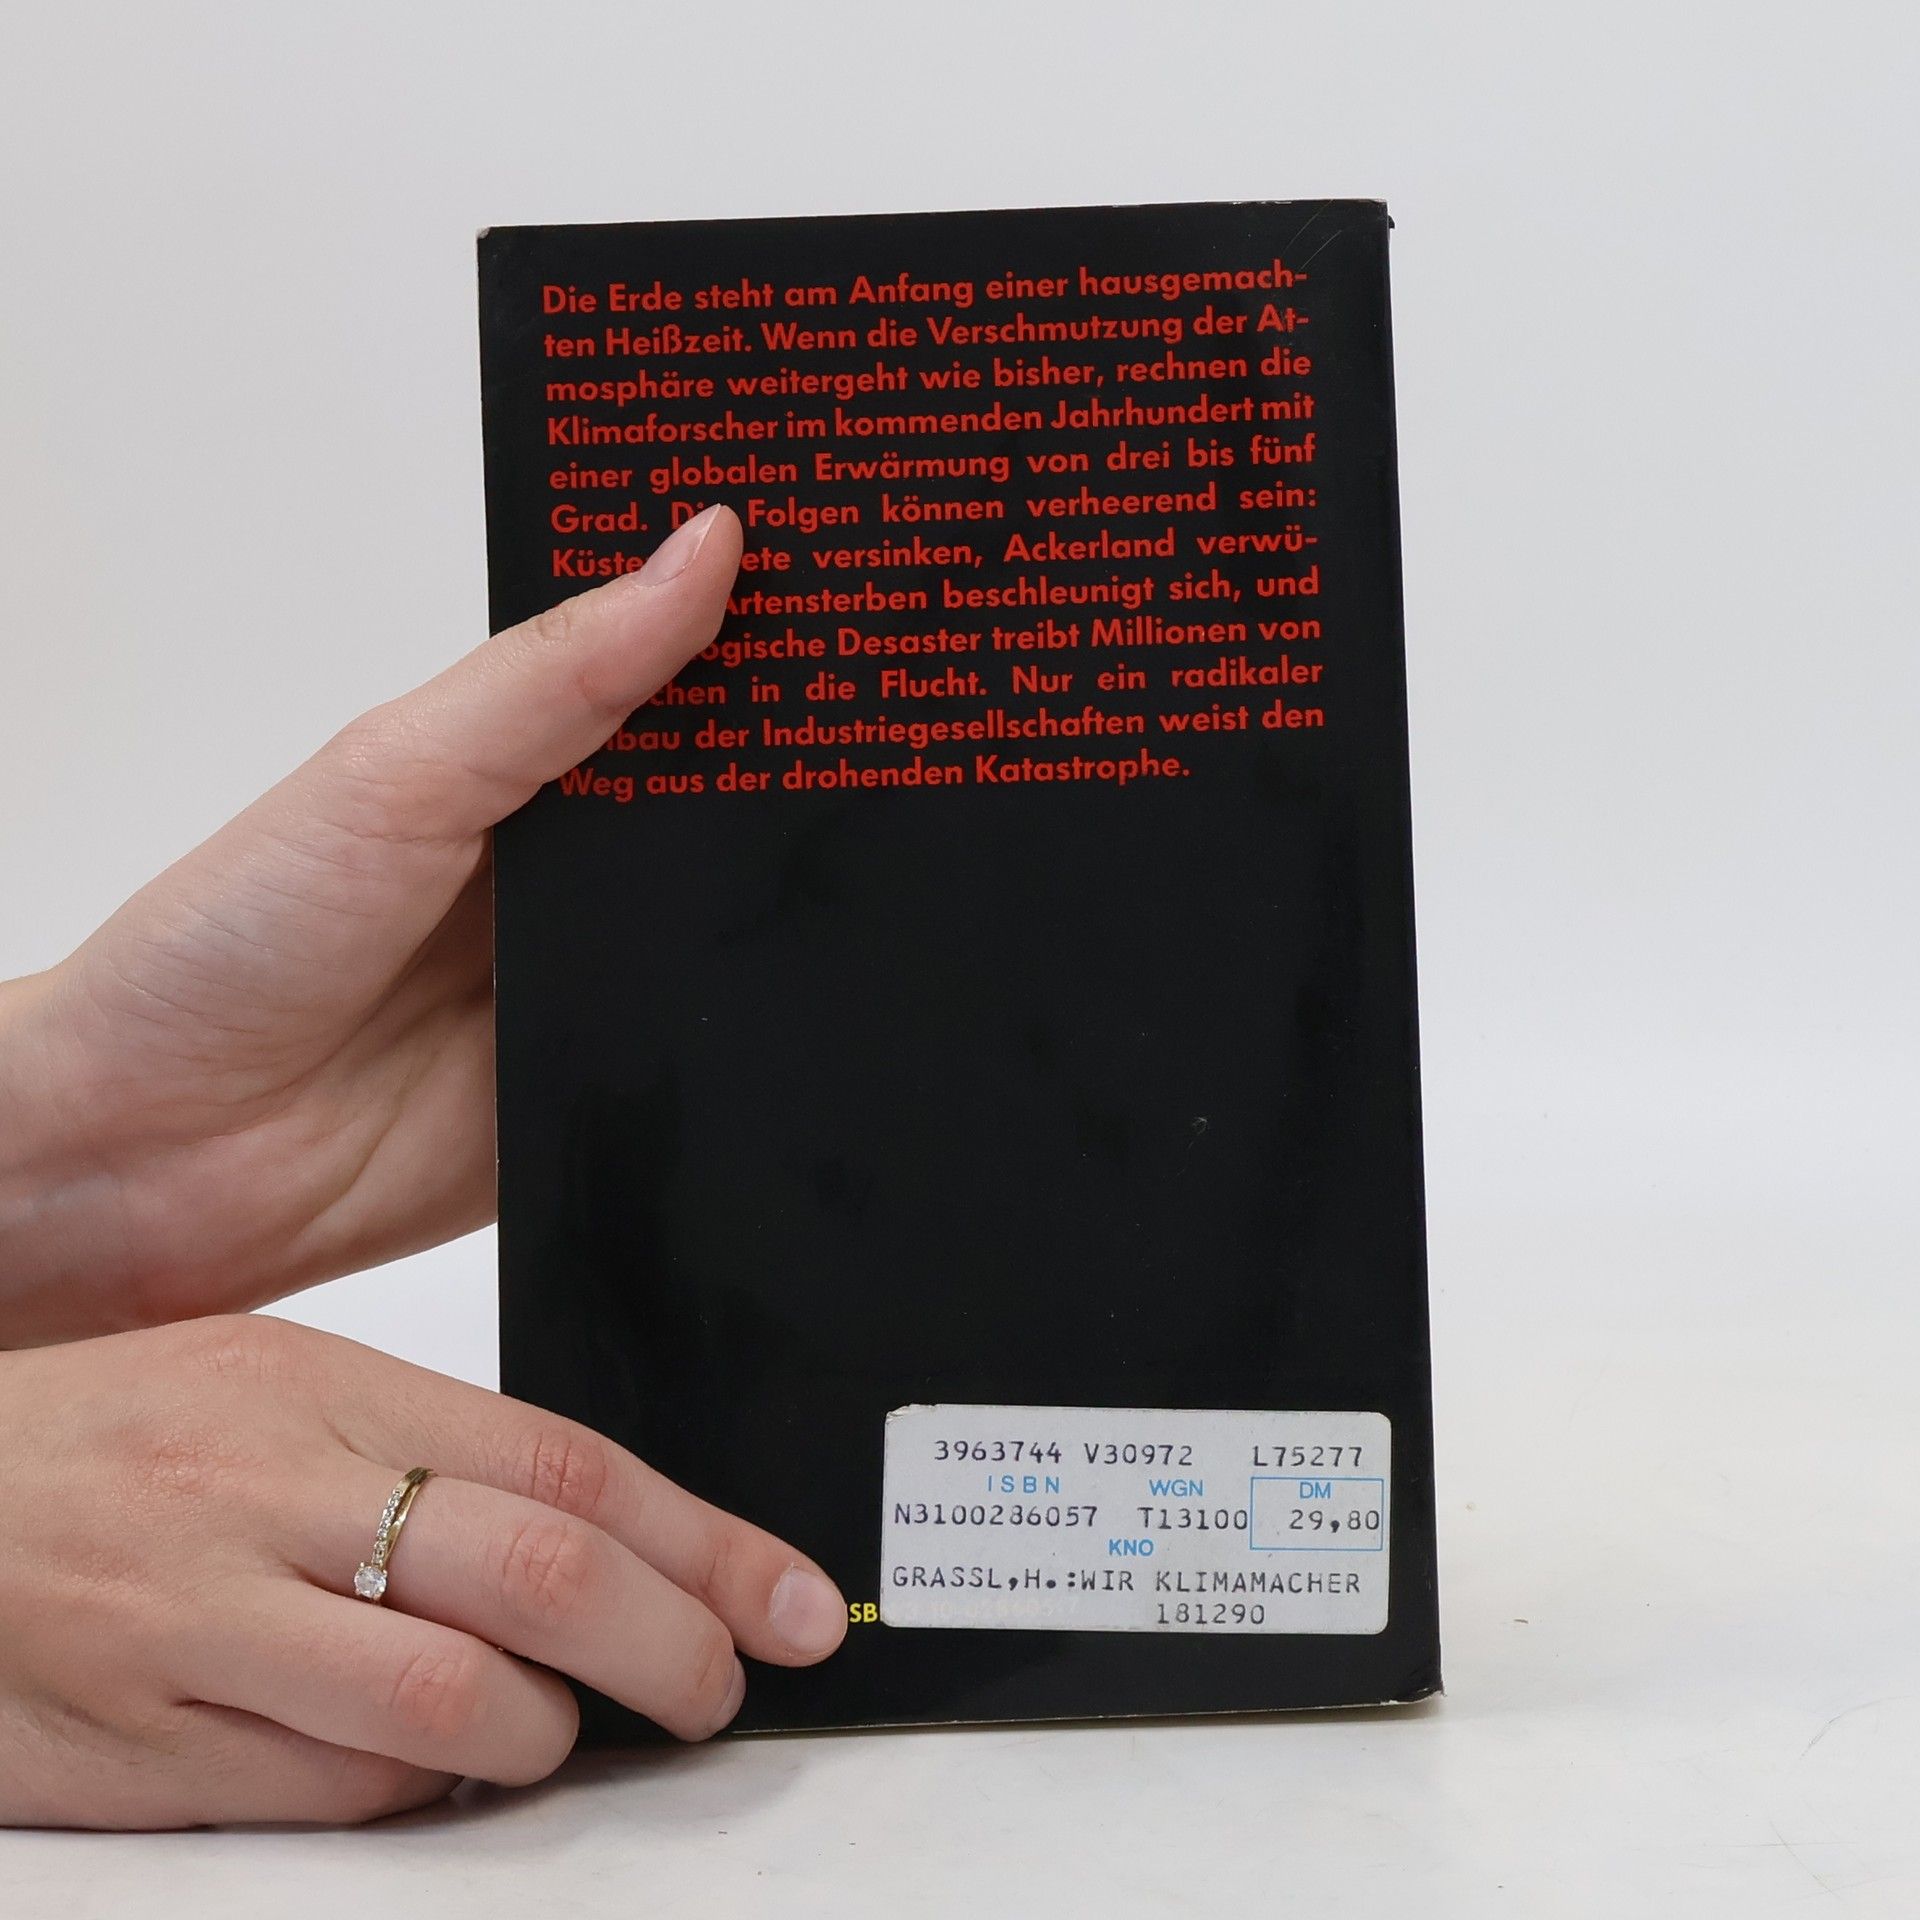 Die Erde steht am Anfang einer hausgemach-
ten Heißzeit. Wenn die Verschmutzung der At-
mosphäre weitergeht wie bisher, rechnen die
Klimaforscher im kommenden Jahrhundert mit
einer globalen Erwärmung von drei bis fünf
Grad. Folgen können verheerend sein:
versinken, Ackerland verwü-
Artensterben beschleunigt sich, und
Desaster treibt Millionen von
in die Flucht. Nur ein radikaler
der Industriegesellschaften weist den
Weg aus der drohenden Katastrophe.
3963744 V30972 L75277
ISBN WGN DM
N3100286057 T13100 29,80
KNO
GRASSL,H.:WIR KLIMAMACHER
181290